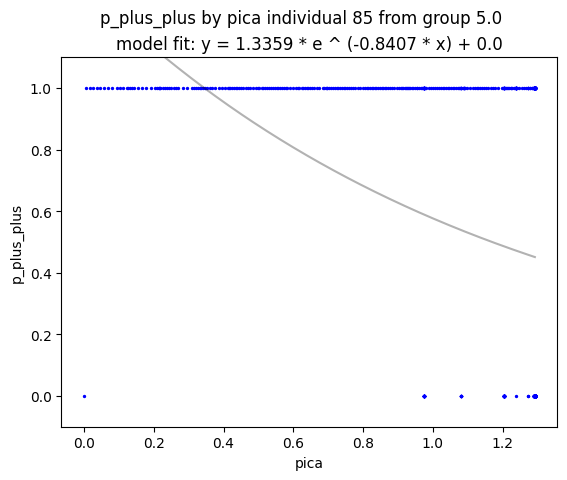 p_plus_plus by pica individual 85 from group 5.0
model fit: y = 1.3359 * e ^ (-0.8407 * x) + 0.0
1.0
0.8
0.6
0.4
0.2
0.0
p_plus_plus
0.0 0.2 0.4 0.6 0.8 1.0 1.2
pica